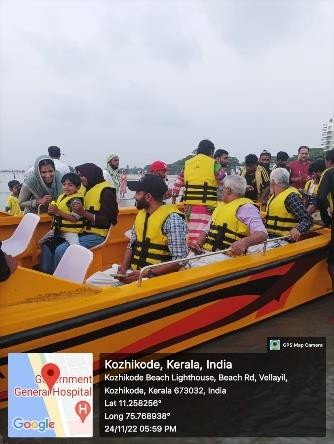 GPS Map Camera
Government
General Hospital
Google
Kozhikode, Kerala, India
Kozhikode Beach Lighthouse, Beach Rd, Vellayil,
Kozhikode, Kerala 673032, India
Lat 11.258256°
Long 75.768938°
24/11/22 05:59 PM